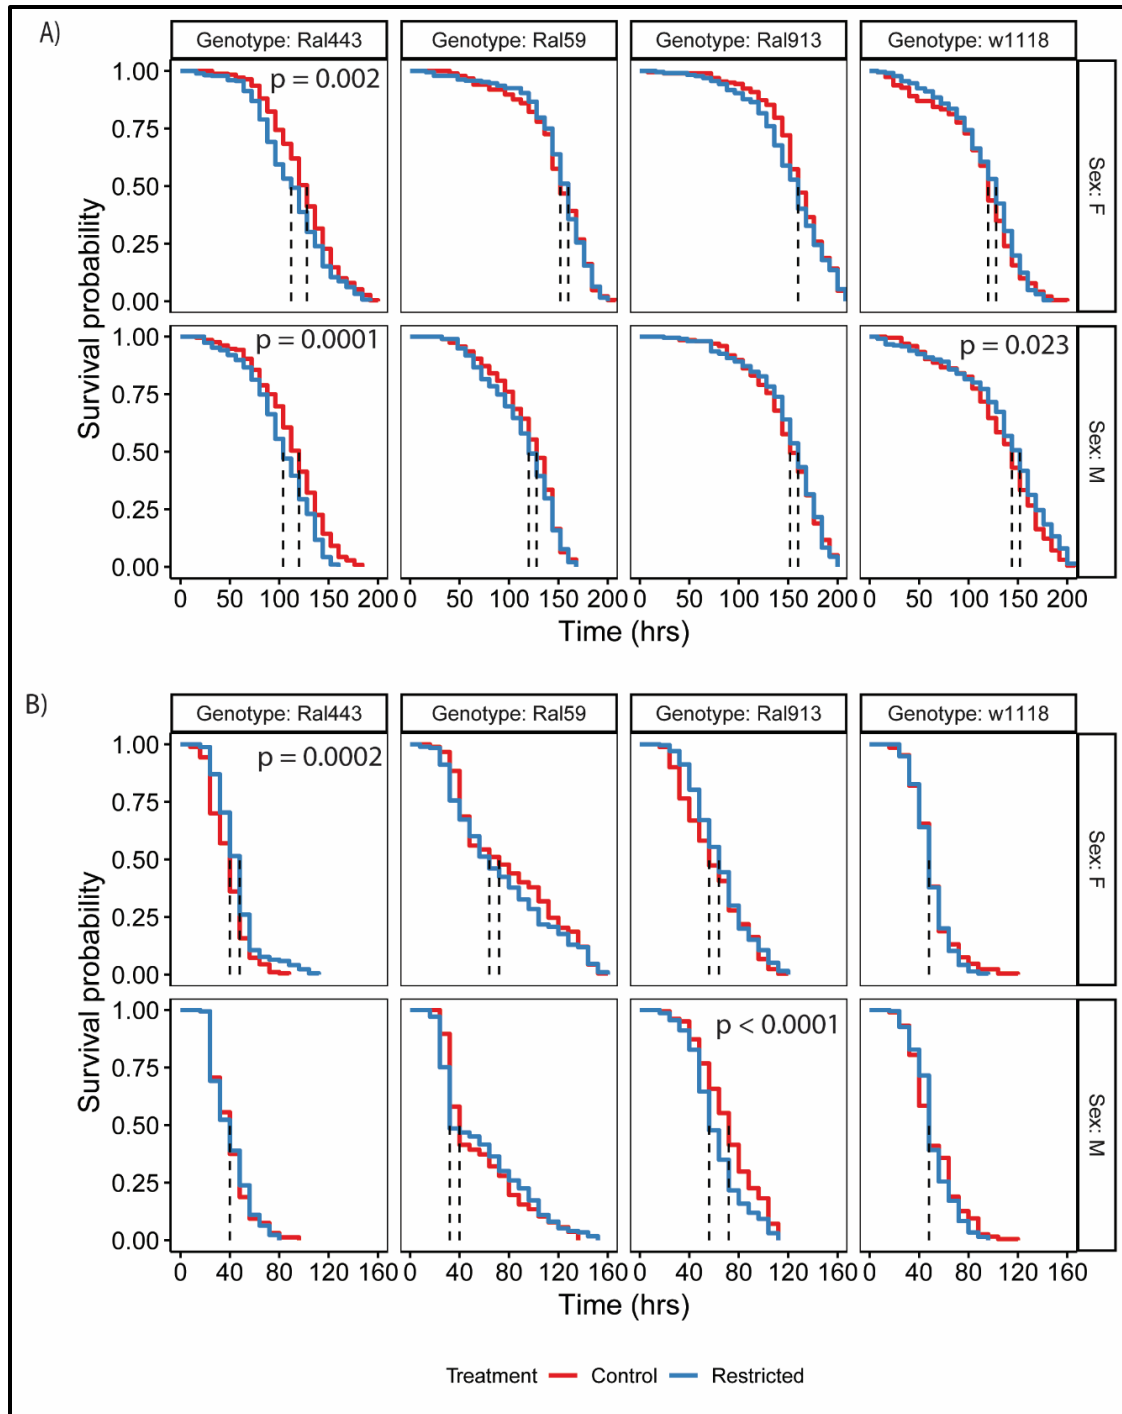 A)
Genotype: Ral443 Genotype: Ral59 Genotype: Ral913 Genotype: w1118
Survival probability
1.00
0.75
0.50
0.25
0.00
p = 0.002
Sex: F
Survival probability
1.00
0.75
0.50
0.25
0.00
p = 0.0001
p = 0.023
Sex: M
0 50 100 150 200 0 50 100 150 200 0 50 100 150 200 0 50 100 150 200
Time (hrs)
B)
Genotype: Ral443 Genotype: Ral59 Genotype: Ral913 Genotype: w1118
Survival probability
1.00
0.75
0.50
0.25
0.00
p = 0.0002
Sex: F
Survival probability
1.00
0.75
0.50
0.25
0.00
p < 0.0001
Sex: M
0 40 80 120 160 0 40 80 120 160 0 40 80 120 160 0 40 80 120 160
Time (hrs)
Treatment Control Restricted